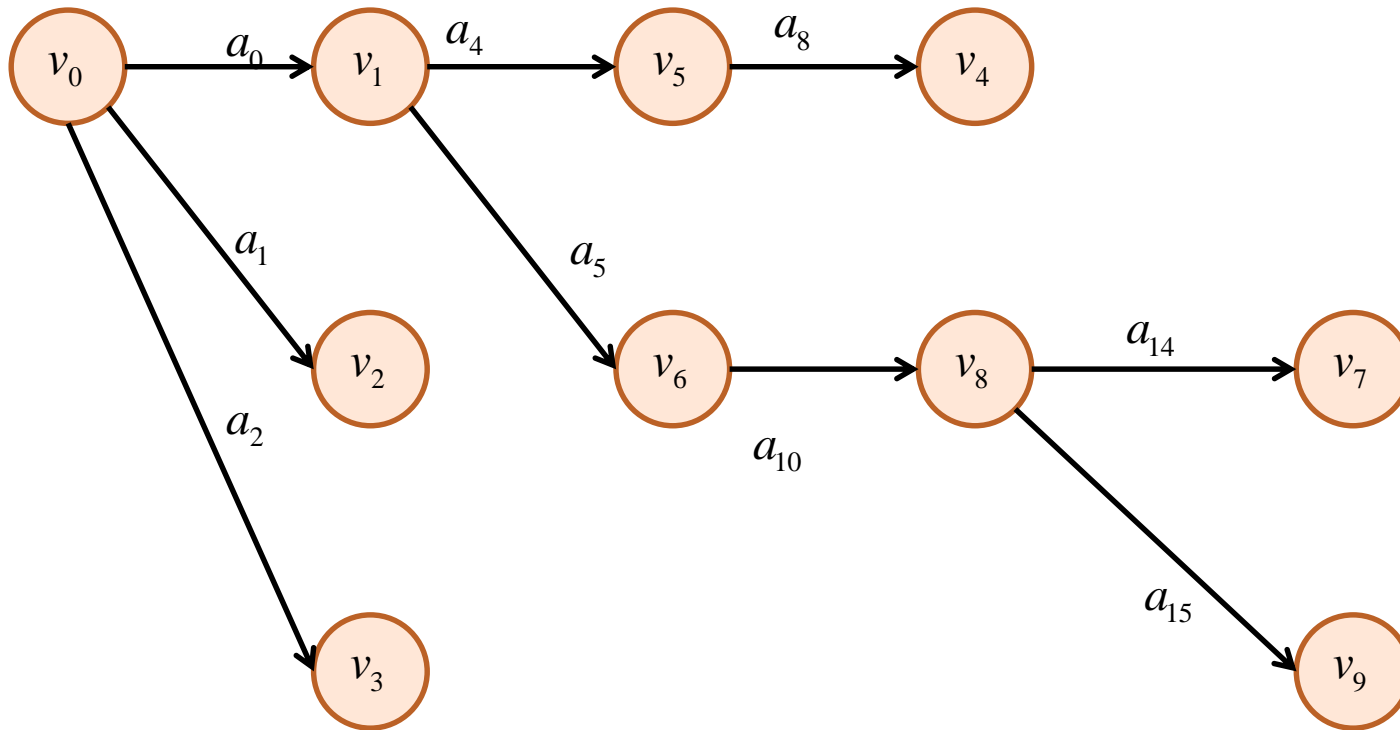 v₀ a₀ v₁ a₄ v₅ a₈ v₄
a₁
a₅
v₂ v₆ v₈ a₁₄ v₇
a₂
a₁₀
a₁₅
v₃ v₉